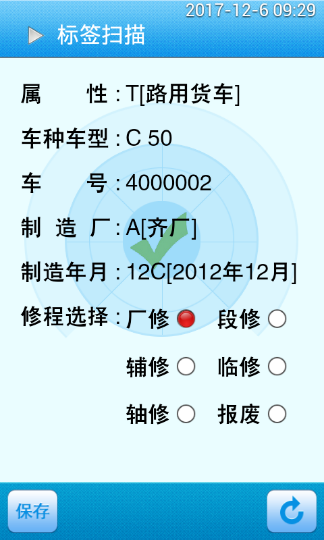 2017-12-6 09:29
标签扫描
属 性 : T[路用货车]
车种车型 : C 50
车 号 : 4000002
制 造 厂 : A[齐厂]
制造年月 : 12C[2012年12月]
修程选择 : 厂修 段修
辅修 临修
轴修 报废
保存